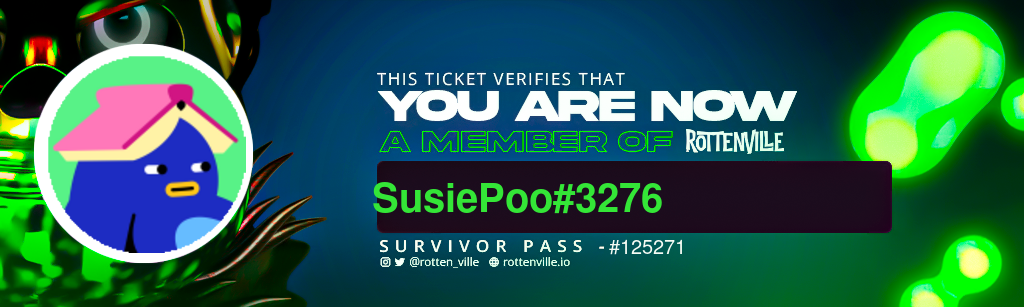 THIS TICKET VERIFIES THAT
YOU ARE NOW
A MEMBER OF ROTTENVILLE
SusiePoo#3276
SURVIVOR PASS - #125271
@rotten_ville rottenville.io